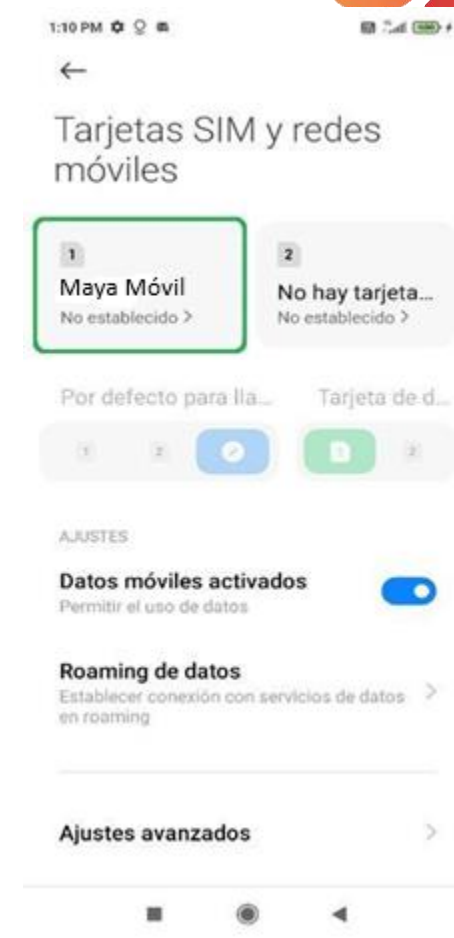 1:10 PM
←
Tarjetas SIM y redes
móviles
1
Maya Móvil
No establecido >
2
No hay tarjeta...
No establecido >
Por defecto para lla...
Tarjeta de d...
1 2
1 2
AJUSTES
Datos móviles activados
Permitir el uso de datos
Roaming de datos
Establecer conexión con servicios de datos
en roaming
Ajustes avanzados